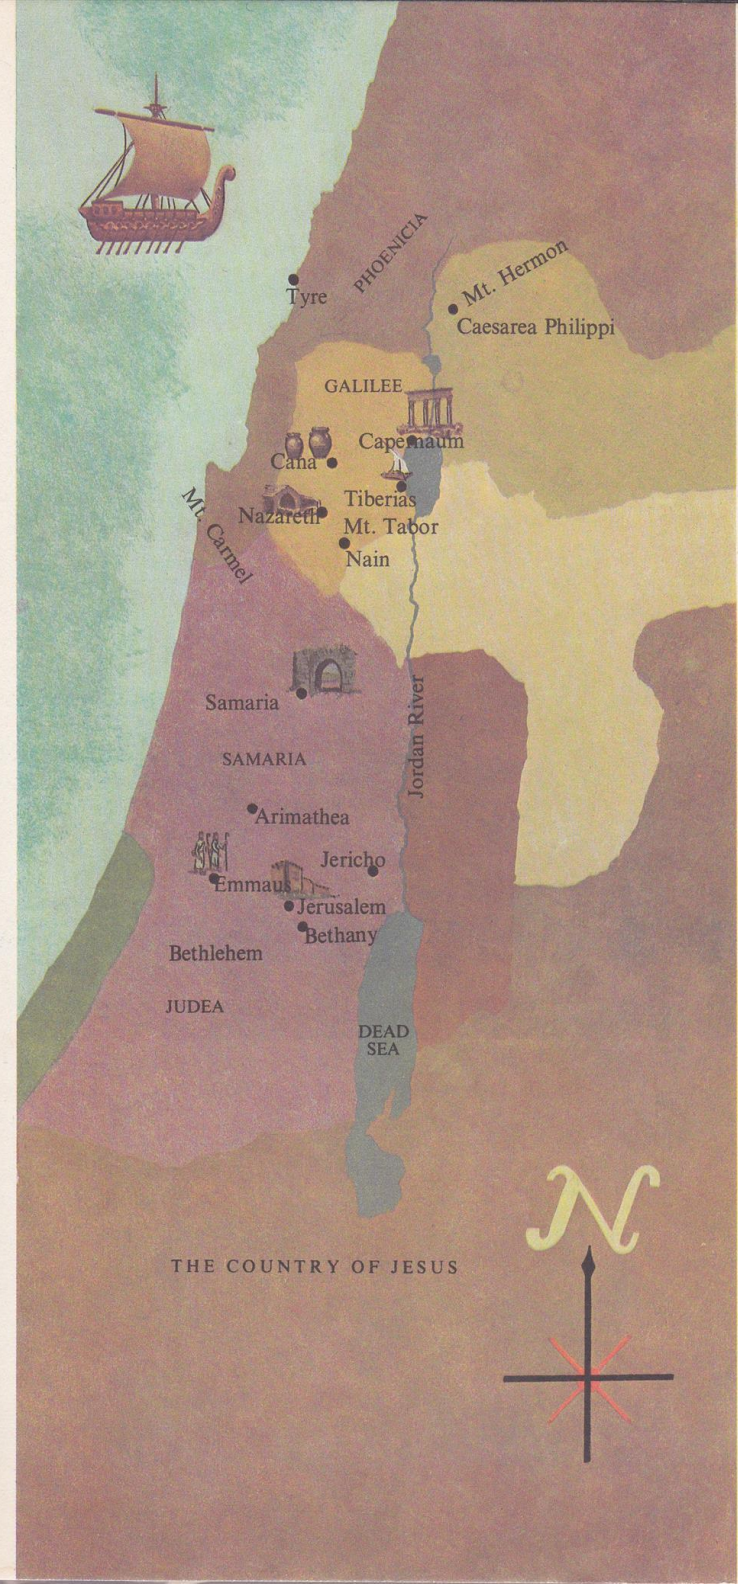 PHOENICIA
Mt. Hermon
Tyre
Caesarea Philippi
GALILEE
Capernaum
Cana
Tiberias
Mt. Carmel
Nazareth
Mt. Tabor
Nain
Samaria
Jordan River
SAMARIA
Arimathea
Jericho
Emmaus
Jerusalem
Bethany
Bethlehem
JUDEA
DEAD
SEA
N
THE COUNTRY OF JESUS